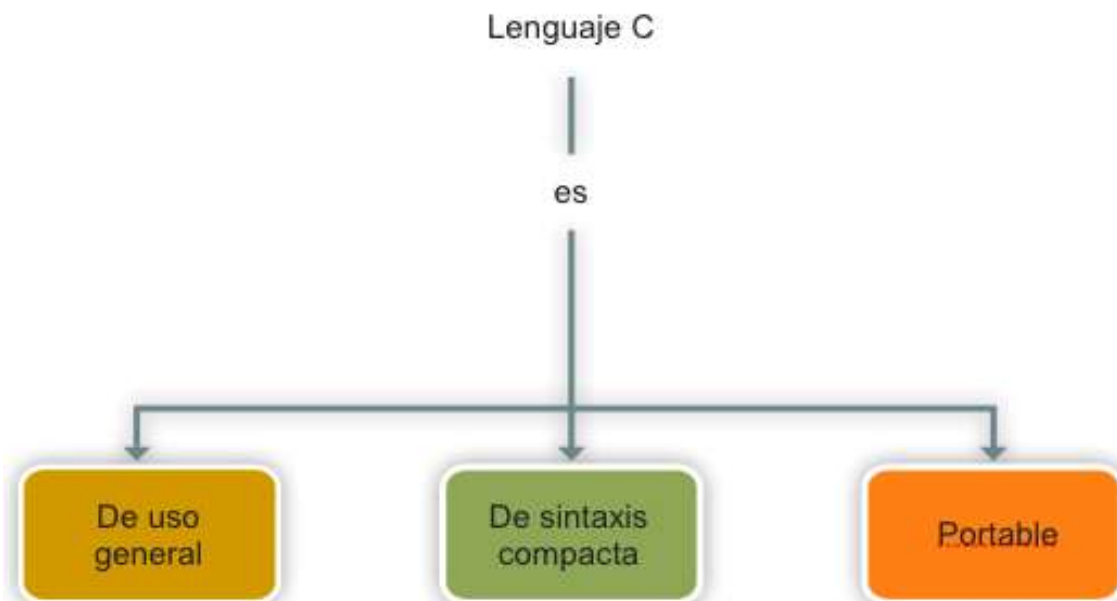 Lenguaje C
es
De uso
general
De sintaxis
compacta
Portable